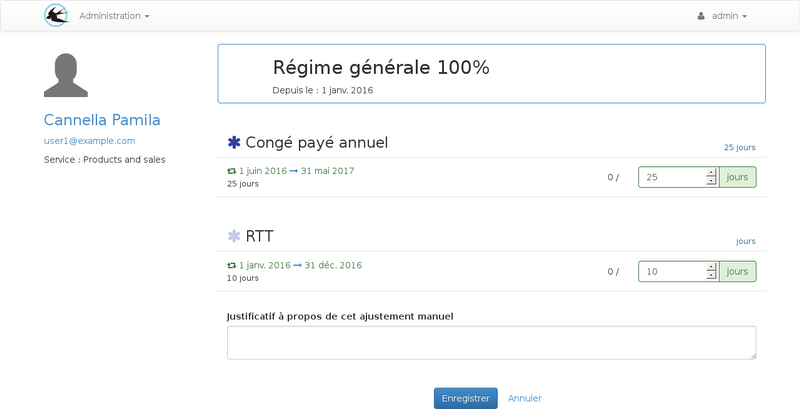 Administration
admin
Cannella Pamila
user1@example.com
Service : Products and sales
Régime générale 100%
Depuis le : 1 janv. 2016
Congé payé annuel
25 jours
1 juin 2016 → 31 mai 2017
25 jours
0 / 25 jours
RTT
jours
1 janv. 2016 → 31 déc. 2016
10 jours
0 / 10 jours
Justificatif à propos de cet ajustement manuel
Enregistrer Annuler